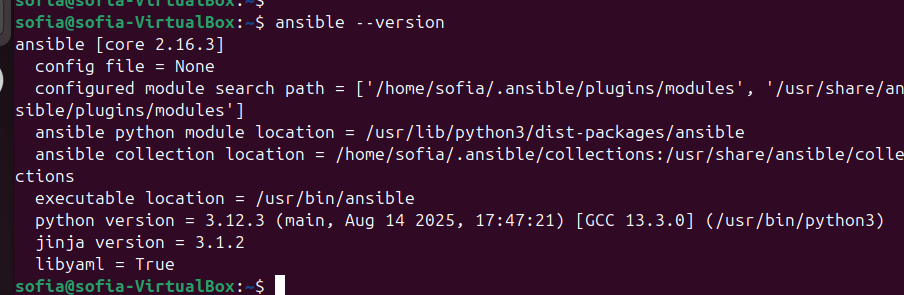 sofia@sofia-VirtualBox:~$
sofia@sofia-VirtualBox:~$ ansible --version
ansible [core 2.16.3]
  config file = None
  configured module search path = ['/home/sofia/.ansible/plugins/modules', '/usr/share/an
sible/plugins/modules']
  ansible python module location = /usr/lib/python3/dist-packages/ansible
  ansible collection location = /home/sofia/.ansible/collections:/usr/share/ansible/colle
ctions
  executable location = /usr/bin/ansible
  python version = 3.12.3 (main, Aug 14 2025, 17:47:21) [GCC 13.3.0] (/usr/bin/python3)
  jinja version = 3.1.2
  libyaml = True
sofia@sofia-VirtualBox:~$